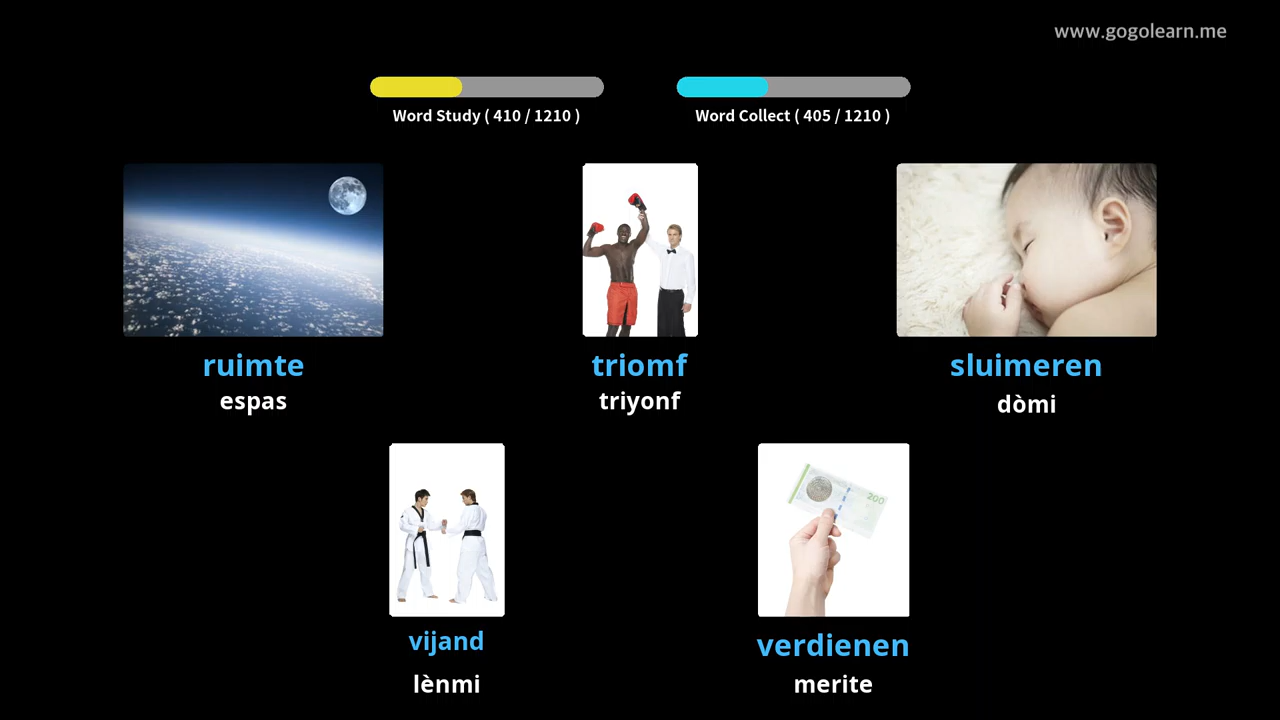 www.gogolearn.me
Word Study ( 410 / 1210 )
Word Collect ( 405 / 1210 )
ruimte
espas
triomf
triyonf
sluimeren
dòmi
200
vijand
lènmi
verdienen
merite